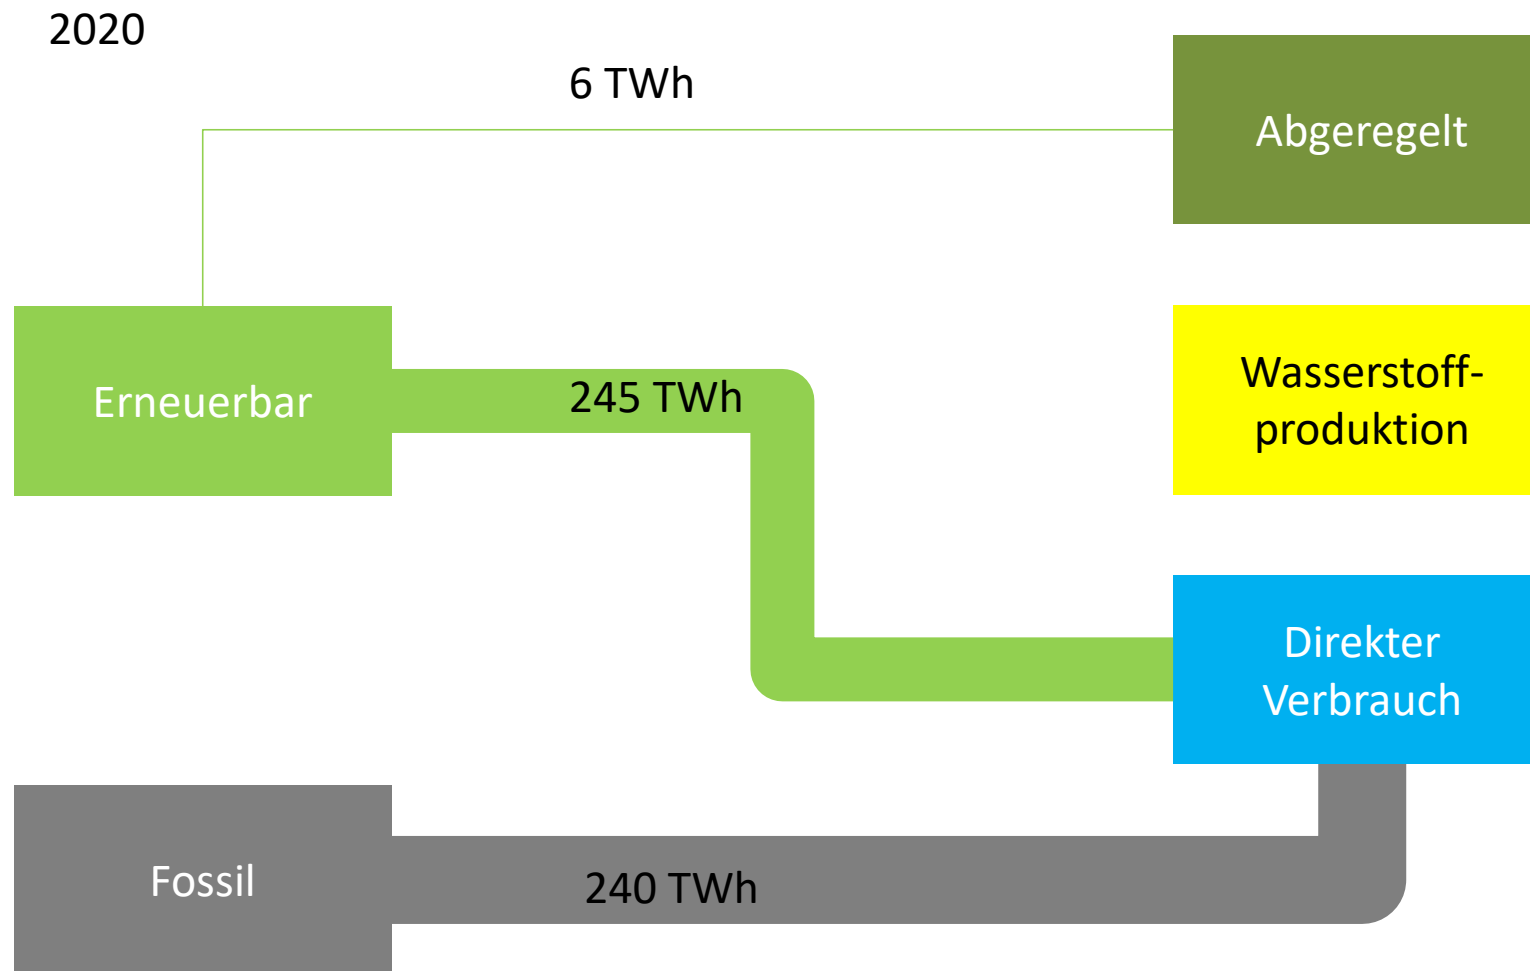 2020
6 TWh
Abgeregelt
Erneuerbar
245 TWh
Wasserstoff-
produktion
Direkter
Verbrauch
Fossil
240 TWh